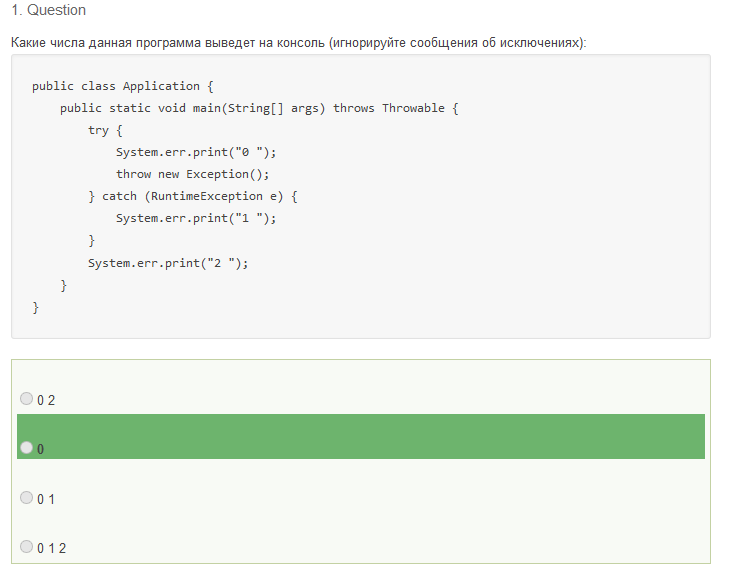 1. Question
Какие числа данная программа выведет на консоль (игнорируйте сообщения об исключениях):
public class Application {
    public static void main(String[] args) throws Throwable {
        try {
            System.err.print("0 ");
            throw new Exception();
        } catch (RuntimeException e) {
            System.err.print("1 ");
        }
        System.err.print("2 ");
    }
}
0 2
0
0 1
0 1 2